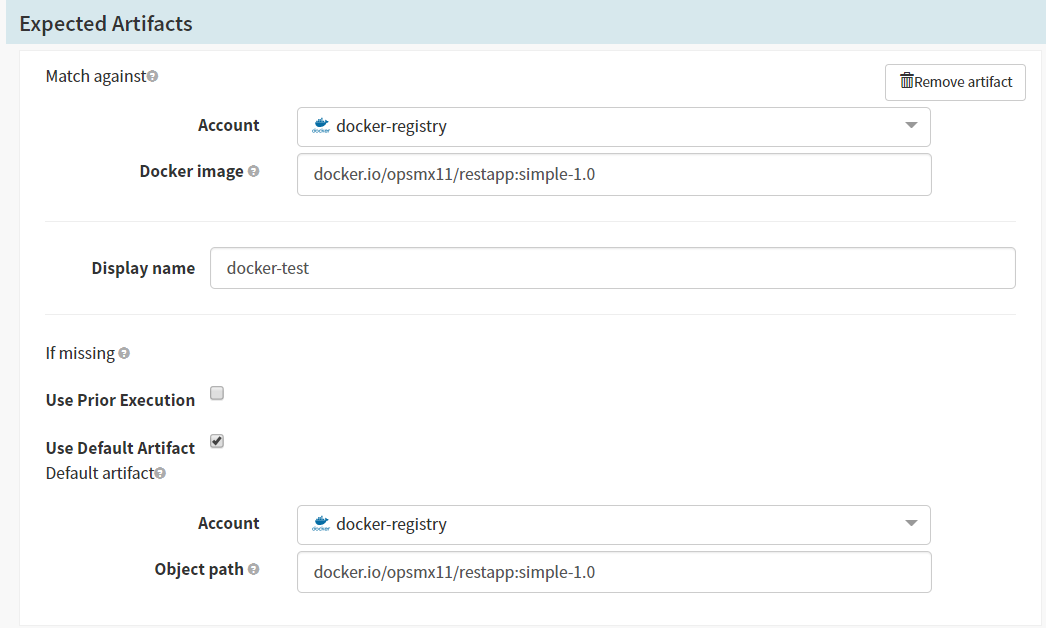 Expected Artifacts
Match against
Remove artifact
Account docker-registry
Docker image docker.io/opsmx11/restapp:simple-1.0
Display name docker-test
If missing
Use Prior Execution
Use Default Artifact
Default artifact
Account docker-registry
Object path docker.io/opsmx11/restapp:simple-1.0